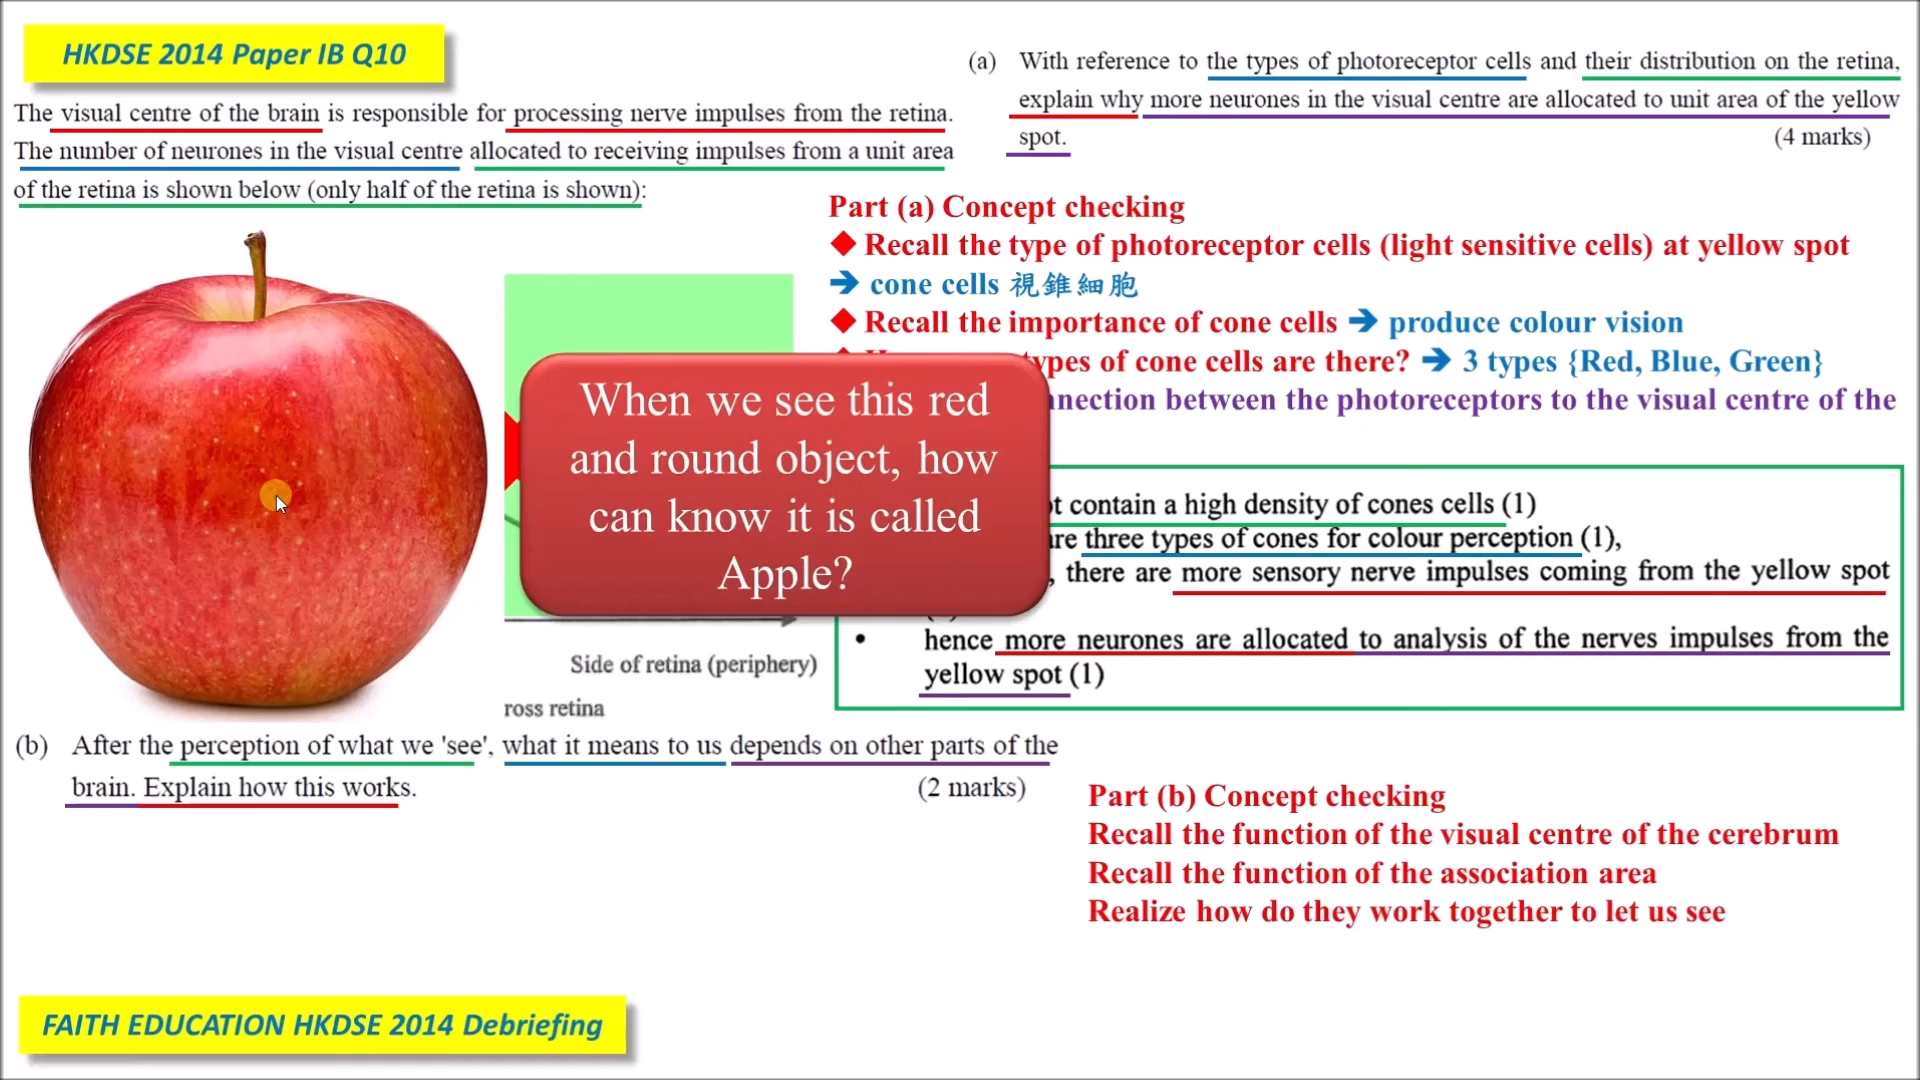 HKDSE 2014 Paper IB Q10
The visual centre of the brain is responsible for processing nerve impulses from the retina.
The number of neurones in the visual centre allocated to receiving impulses from a unit area
of the retina is shown below (only half of the retina is shown):
(a) With reference to the types of photoreceptor cells and their distribution on the retina,
explain why more neurones in the visual centre are allocated to unit area of the yellow
spot. (4 marks)
Part (a) Concept checking
◆ Recall the type of photoreceptor cells (light sensitive cells) at yellow spot
➔ cone cells 視錐細胞
◆ Recall the importance of cone cells ➔ produce colour vision
types of cone cells are there? ➔ 3 types {Red, Blue, Green}
between the photoreceptors to the visual centre of the
When we see this red
and round object, how
can know it is called
Apple?
contain a high density of cones cells (1)
three types of cones for colour perception (1),
, there are more sensory nerve impulses coming from the yellow spot
• hence more neurones are allocated to analysis of the nerves impulses from the
yellow spot (1)
Side of retina (periphery)
retina
(b) After the perception of what we 'see', what it means to us depends on other parts of the
brain. Explain how this works. (2 marks)
Part (b) Concept checking
Recall the function of the visual centre of the cerebrum
Recall the function of the association area
Realize how do they work together to let us see
FAITH EDUCATION HKDSE 2014 Debriefing